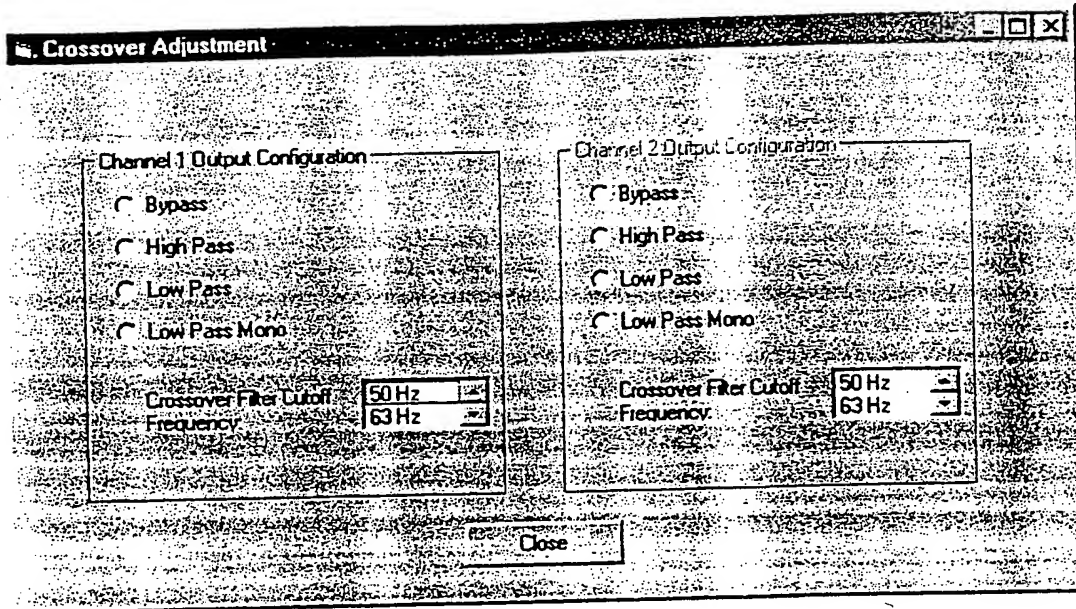 Crossover Adjustment
Channel 1 Output Configuration
Bypass
High Pass
Low Pass
Low Pass Mono
Crossover Filter Cutoff
Frequency:
50 Hz
63 Hz
Channel 2 Output Configuration
Bypass
High Pass
Low Pass
Low Pass Mono
Crossover Filter Cutoff
Frequency:
50 Hz
63 Hz
Close